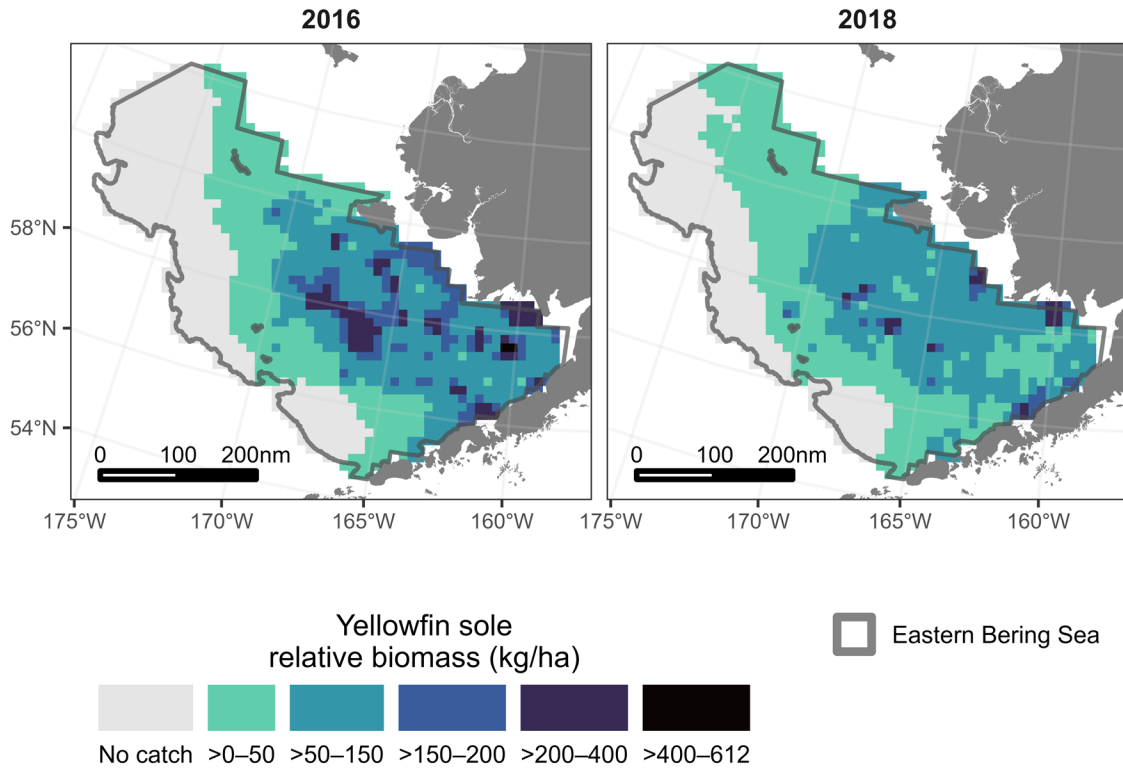 2016
2018
58°N
56°N
54°N
0 100 200nm
0 100 200nm
175°W 170°W 165°W 160°W 175°W 170°W 165°W 160°W
Yellowfin sole
relative biomass (kg/ha)
Eastern Bering Sea
No catch >0–50 >50–150 >150–200 >200–400 >400–612